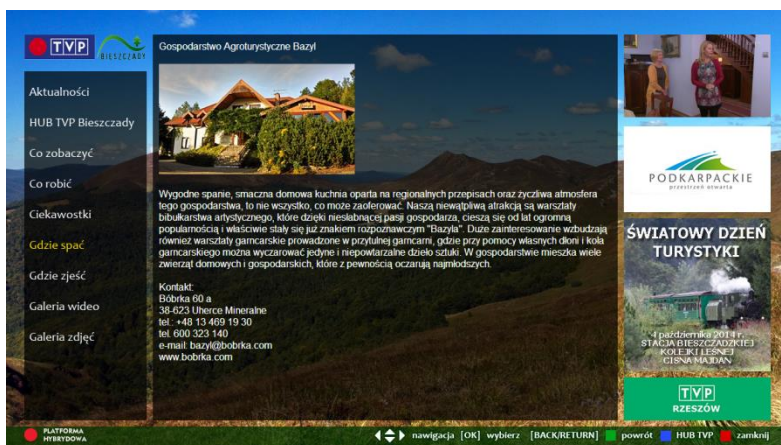 TVP
BIESZCZADY
Aktualności
HUB TVP Bieszczady
Co zobaczyć
Co robić
Ciekawostki
Gdzie spać
Gdzie zjeść
Galeria wideo
Galeria zdjęć
Gospodarstwo Agroturystyczne Bazyl
Wygodne spanie, smaczna domowa kuchnia oparta na regionalnych przepisach oraz życzliwa atmosfera
tego gospodarstwa, to nie wszystko, co może zaoferować. Naszą niewątpliwą atrakcją są warsztaty
bibułkarstwa artystycznego, które dzięki niesłabnącej pasji gospodarza, cieszą się od lat ogromną
popularnością i właściwie stały się już znakiem rozpoznawczym "Bazyla". Duże zainteresowanie wzbudzają
również warsztaty garncarskie prowadzone w przytulnej garncarni, gdzie przy pomocy własnych dłoni i koła
garncarskiego można wyczarować jedyne i niepowtarzalne dzieło sztuki. W gospodarstwie mieszka wiele
zwierząt domowych i gospodarskich, które z pewnością oczarują najmłodszych.
Kontakt:
Bóbrka 60 a
38-623 Uherce Mineralne
tel.: +48 13 469 19 30
tel. 600 323 140
e-mail: bazyl@bobrka.com
www.bobrka.com
PODKARPACKIE
przestrzeń otwarta
ŚWIATOWY DZIEŃ
TURYSTYKI
4 października 2014 r.
STACJA BIESZCZADZKIEJ
KOLEJKI LEŚNEJ
CISNA MAJDAN
TVP
RZESZÓW
PLATFORMA
HYBRYDOWA
nawigacja [OK] wybierz [BACK/RETURN] powrót HUB TVP zamknij